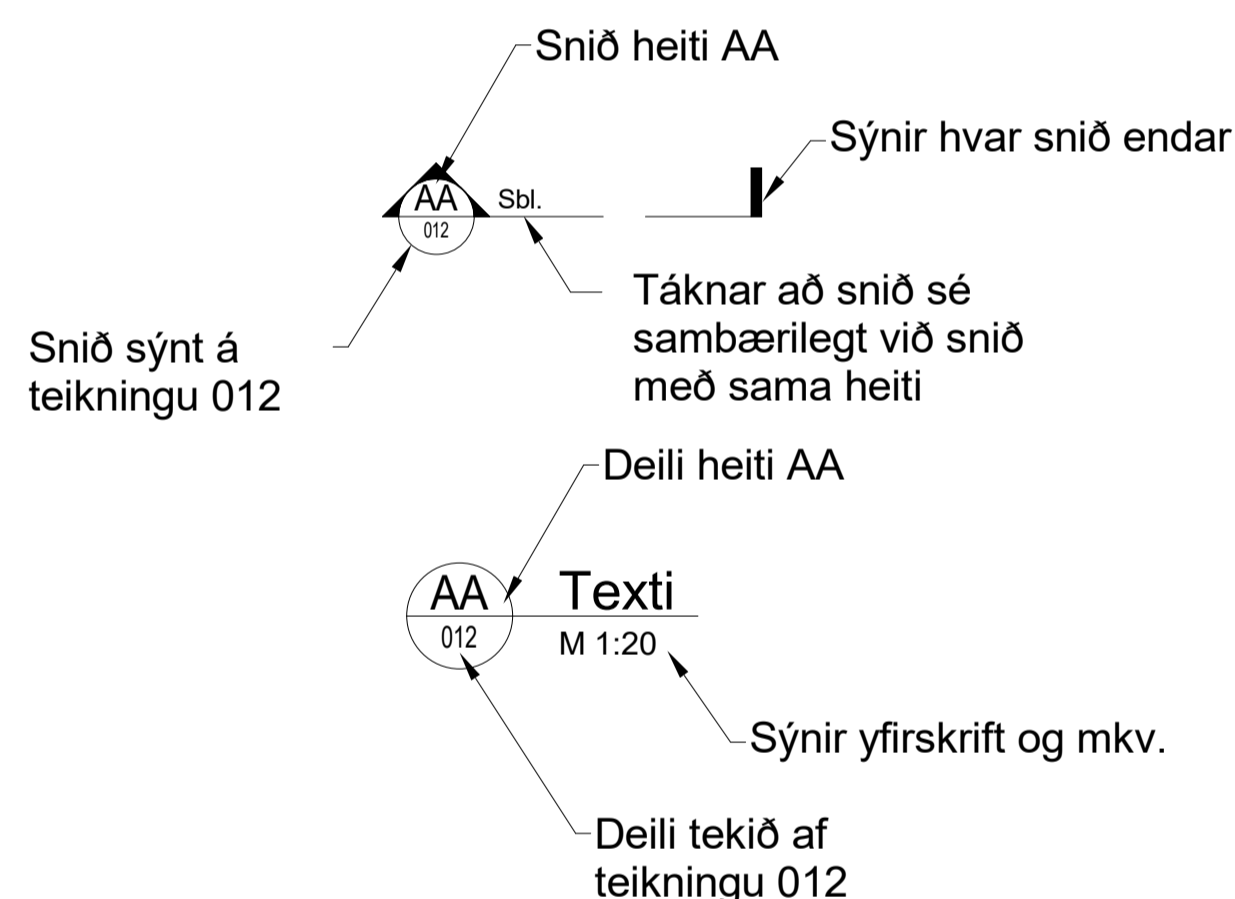 Snið heiti AA
Sýnir hvar snið endar
AA
Sbl.
012
Táknar að snið sé
sambærilegt við snið
með sama heiti
Snið sýnt á
teikningu 012
Deili heiti AA
AA
Texti
012
M 1:20
Sýnir yfirskrift og mkv.
Deili tekið af
teikningu 012